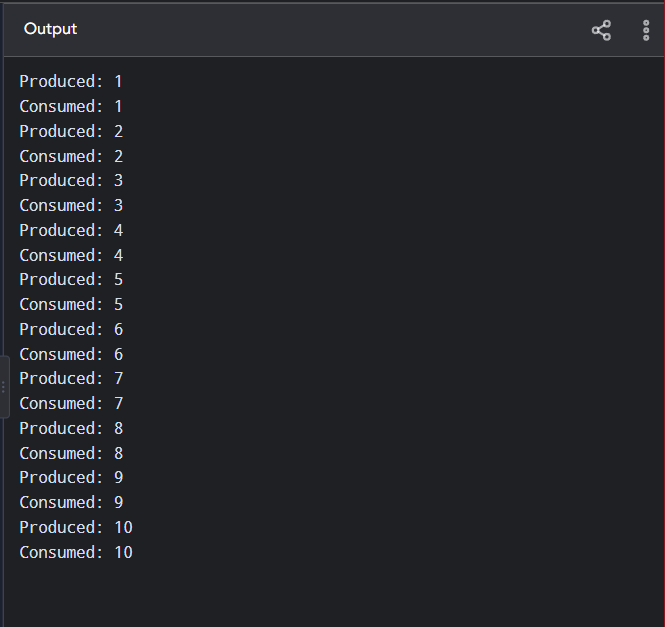 Output
Produced: 1
Consumed: 1
Produced: 2
Consumed: 2
Produced: 3
Consumed: 3
Produced: 4
Consumed: 4
Produced: 5
Consumed: 5
Produced: 6
Consumed: 6
Produced: 7
Consumed: 7
Produced: 8
Consumed: 8
Produced: 9
Consumed: 9
Produced: 10
Consumed: 10